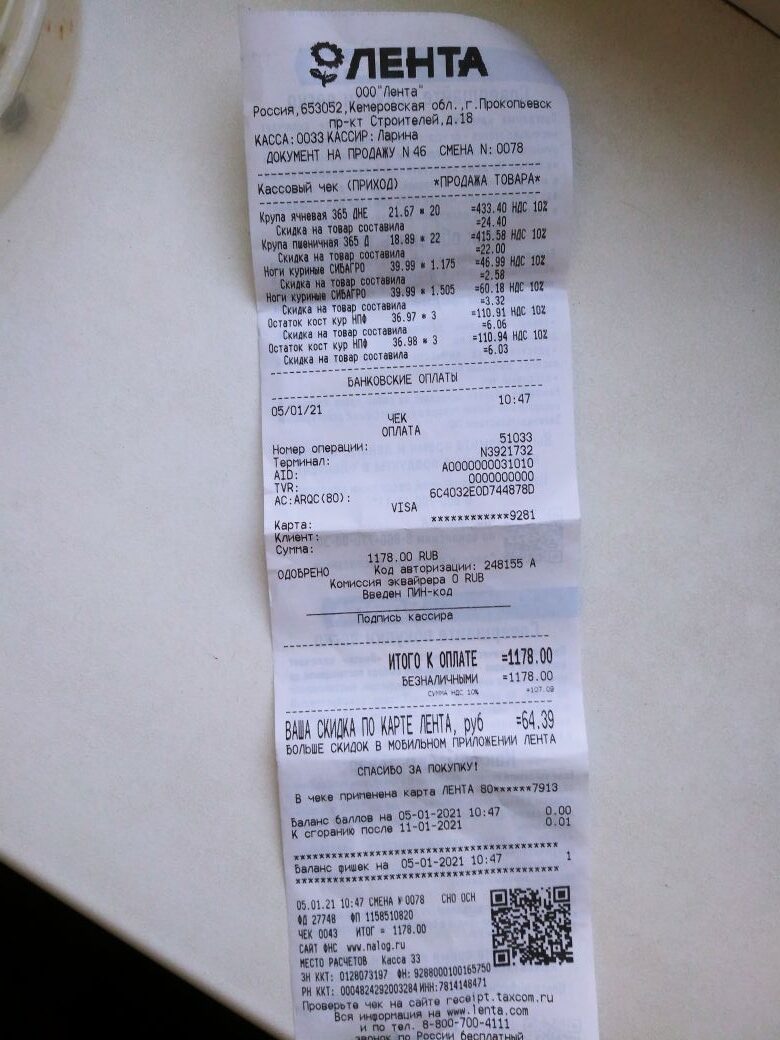 ЛЕНТА
ООО"Лента"
Россия,653052,Кемеровская обл.,г.Прокопьевск
пр-кт Строителей,д.18
КАССА:0033 КАССИР: Ларина
ДОКУМЕНТ НА ПРОДАЖУ N 46 СМЕНА N: 0078
Кассовый чек (ПРИХОД) *ПРОДАЖА ТОВАРА*
Крупа ячневая 365 ДНЕ 21.67 * 20 =433.40 НДС 10%
Скидка на товар составила =24.40
Крупа пшеничная 365 Д 18.89 * 22 =415.58 НДС 10%
Скидка на товар составила =22.00
Ноги куриные СИБАГРО 39.99 * 1.175 =46.99 НДС 10%
Скидка на товар составила =2.58
Ноги куриные СИБАГРО 39.99 * 1.505 =60.18 НДС 10%
Скидка на товар составила =3.32
Остаток кост кур НПФ 36.97 * 3 =110.91 НДС 10%
Скидка на товар составила =6.06
Остаток кост кур НПФ 36.98 * 3 =110.94 НДС 10%
Скидка на товар составила =6.03
БАНКОВСКИЕ ОПЛАТЫ
05/01/21 10:47
ЧЕК
ОПЛАТА
Номер операции: 51033
Терминал: N3921732
AID: A0000000031010
TVR: 0000000000
AC:ARQC(80): 6C4032E0D744878D
VISA
Карта: ************9281
Клиент:
Сумма:
1178.00 RUB
ОДОБРЕНО Код авторизации: 248155 A
Комиссия эквайрера 0 RUB
Введен ПИН-код
Подпись кассира
ИТОГО К ОПЛАТЕ =1178.00
БЕЗНАЛИЧНЫМИ =1178.00
СУММА НДС 10% =107.09
ВАША СКИДКА ПО КАРТЕ ЛЕНТА, руб =64.39
БОЛЬШЕ СКИДОК В МОБИЛЬНОМ ПРИЛОЖЕНИИ ЛЕНТА
СПАСИБО ЗА ПОКУПКУ!
В чеке применена карта ЛЕНТА 80******7913
Баланс баллов на 05-01-2021 10:47 0.00
К сгоранию после 11-01-2021 0.01
****************************************
Баланс фишек на 05-01-2021 10:47 1
****************************************
05.01.21 10:47 СМЕНА №0078 СНО ОСН
ФД 27748 ФП 1158510820
ЧЕК 0043 ИТОГ = 1178.00
САЙТ ФНС www.nalog.ru
МЕСТО РАСЧЕТОВ Касса 33
ЗН ККТ: 0128073197 ФН: 9288000100165750
РН ККТ: 0004824292003284 ИНН:7814148471
Проверьте чек на сайте receipt.taxcom.ru
Вся информация на www.lenta.com
и по тел. 8-800-700-4111
звонок по России бесплатный